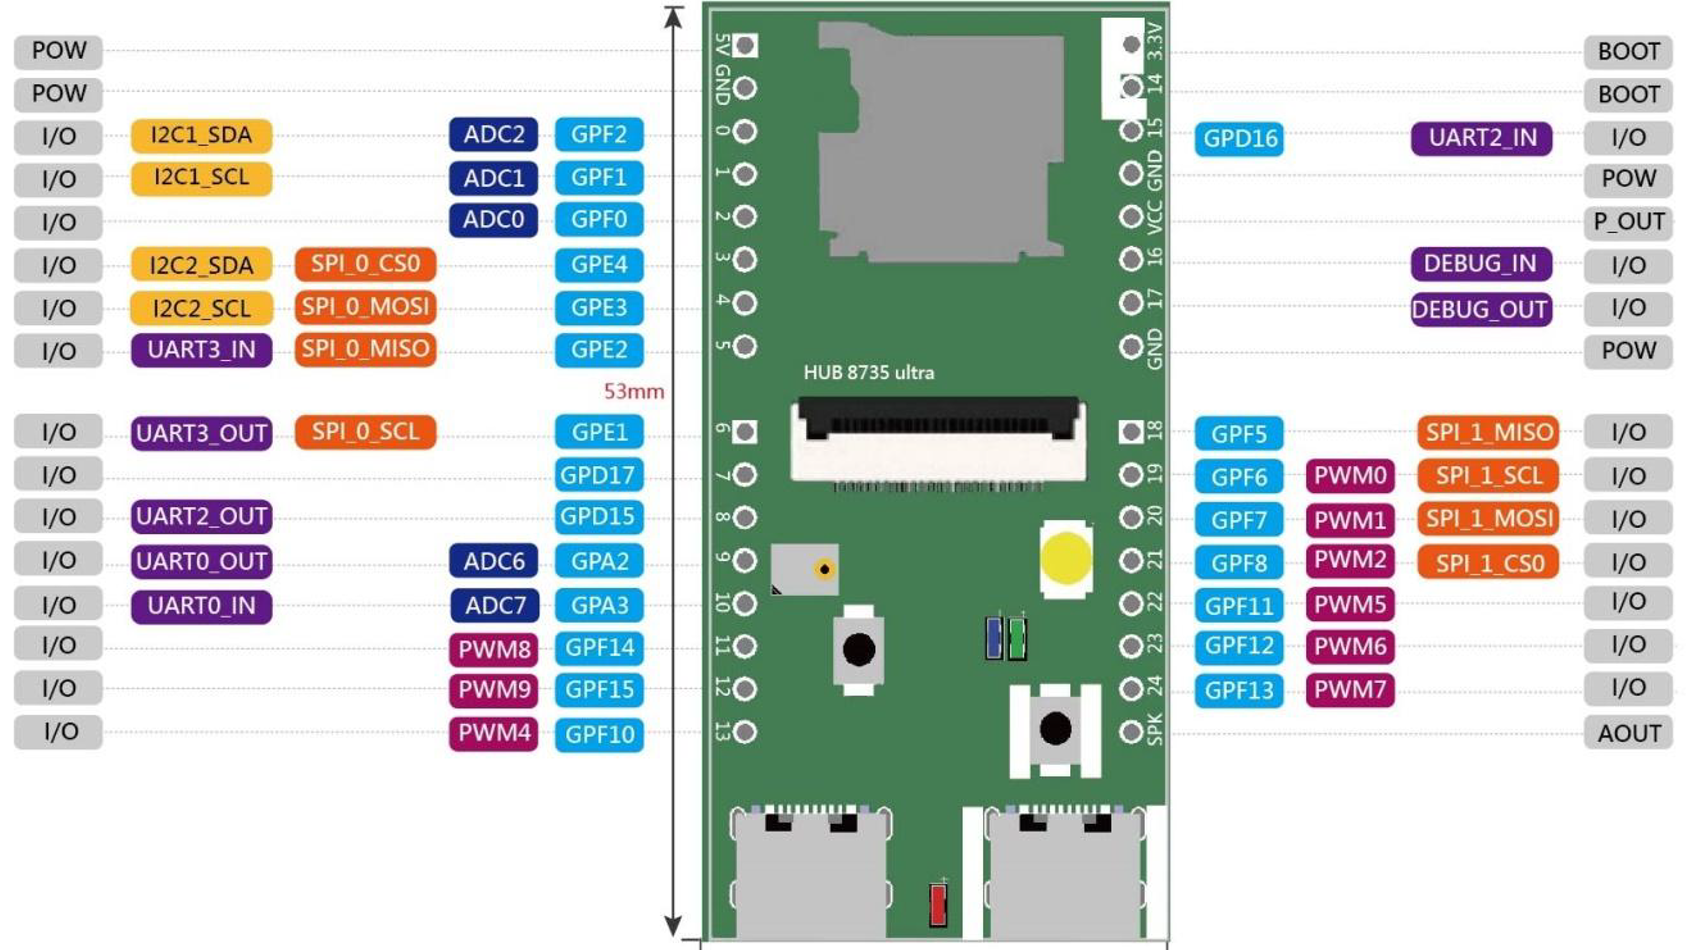 POW 5V 3.3V BOOT
POW GND 14 BOOT
I/O I2C1_SDA ADC2 GPF2 0 15 GPD16 UART2_IN I/O
I/O I2C1_SCL ADC1 GPF1 1 GND POW
I/O ADC0 GPF0 2 VCC P_OUT
I/O I2C2_SDA SPI_0_CS0 GPE4 3 16 DEBUG_IN I/O
I/O I2C2_SCL SPI_0_MOSI GPE3 4 17 DEBUG_OUT I/O
I/O UART3_IN SPI_0_MISO GPE2 5 GND POW
HUB 8735 ultra
53mm
I/O UART3_OUT SPI_0_SCL GPE1 6 18 GPF5 SPI_1_MISO I/O
I/O GPD17 7 19 GPF6 PWM0 SPI_1_SCL I/O
I/O UART2_OUT GPD15 8 20 GPF7 PWM1 SPI_1_MOSI I/O
I/O UART0_OUT ADC6 GPA2 9 21 GPF8 PWM2 SPI_1_CS0 I/O
I/O UART0_IN ADC7 GPA3 10 22 GPF11 PWM5 I/O
I/O PWM8 GPF14 11 23 GPF12 PWM6 I/O
I/O PWM9 GPF15 12 24 GPF13 PWM7 I/O
I/O PWM4 GPF10 13 SPK AOUT